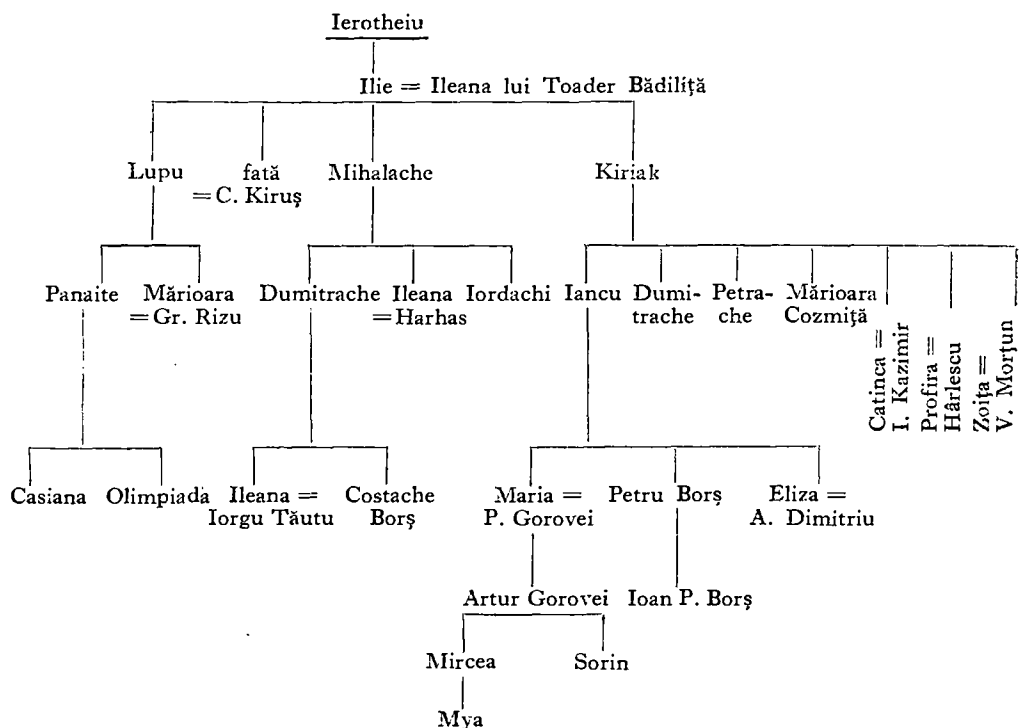 Ierotheiu
Ilie = Ileana lui Toader Bădiliță
Lupu fată Mihalache Kiriak
= C. Kiruș
Panaite Mărioara Dumitrache Ileana Iordachi Iancu Dumi- Petra- Mărioara
= Gr. Rizu = Harhas trache che Cozmiță
Catinca =
I. Kazimir
Profira =
Hârlescu
Zoița =
V. Morțun
Casiana Olimpiada Ileana = Costache Maria = Petru Borș Eliza =
Iorgu Tăutu Borș P. Gorovei A. Dimitriu
Artur Gorovei Ioan P. Borș
Mircea Sorin
Mya